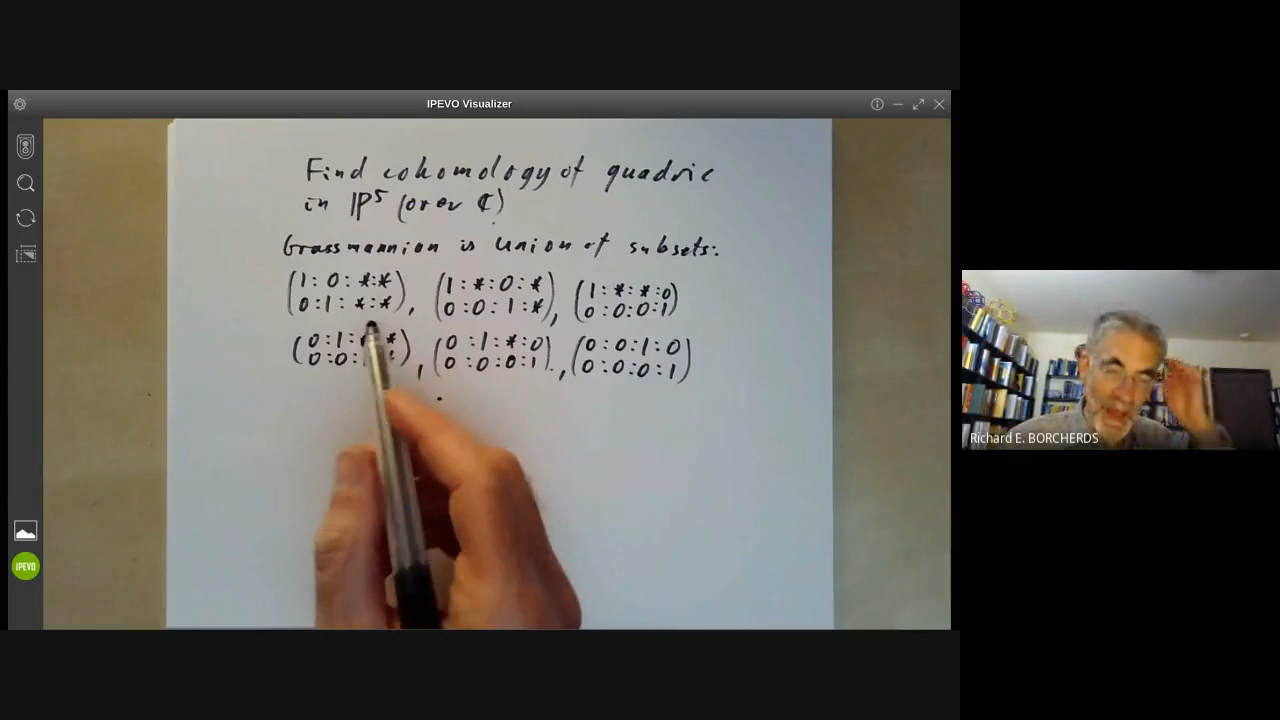 IPEVO Visualizer
Find cohomology of quadric
in IP⁵ (over ℂ)
Grassmannian is union of subsets:
(1 : 0 : * : *), (1 : * : 0 : *), (1 : * : * : 0)
(0 : 1 : * : *) (0 : 0 : 1 : *) (0 : 0 : 0 : 1)
(0 : 1 : *), (0 : 1 : * : 0), (0 : 0 : 1 : 0)
(0 : 0 : (0 : 0 : 0 : 1) (0 : 0 : 0 : 1)
IPEVO
Richard E. BORCHERDS